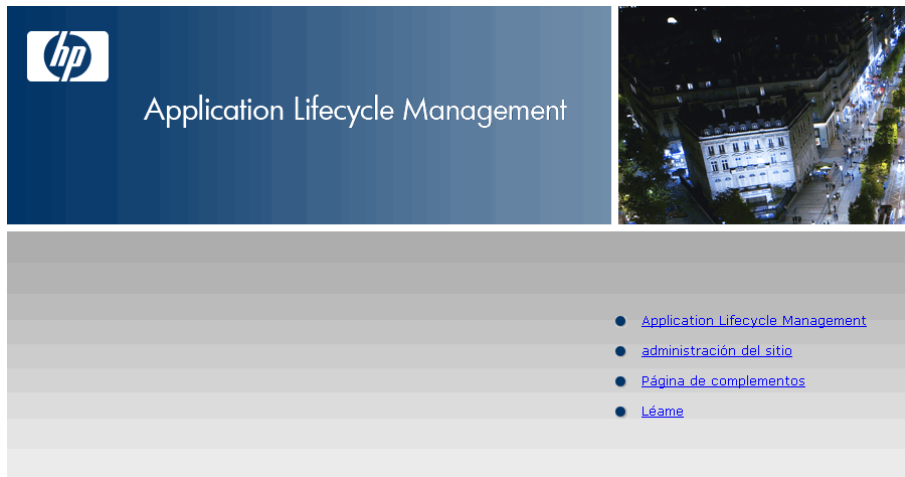 hp
Application Lifecycle Management
Application Lifecycle Management
administración del sitio
Página de complementos
Léame